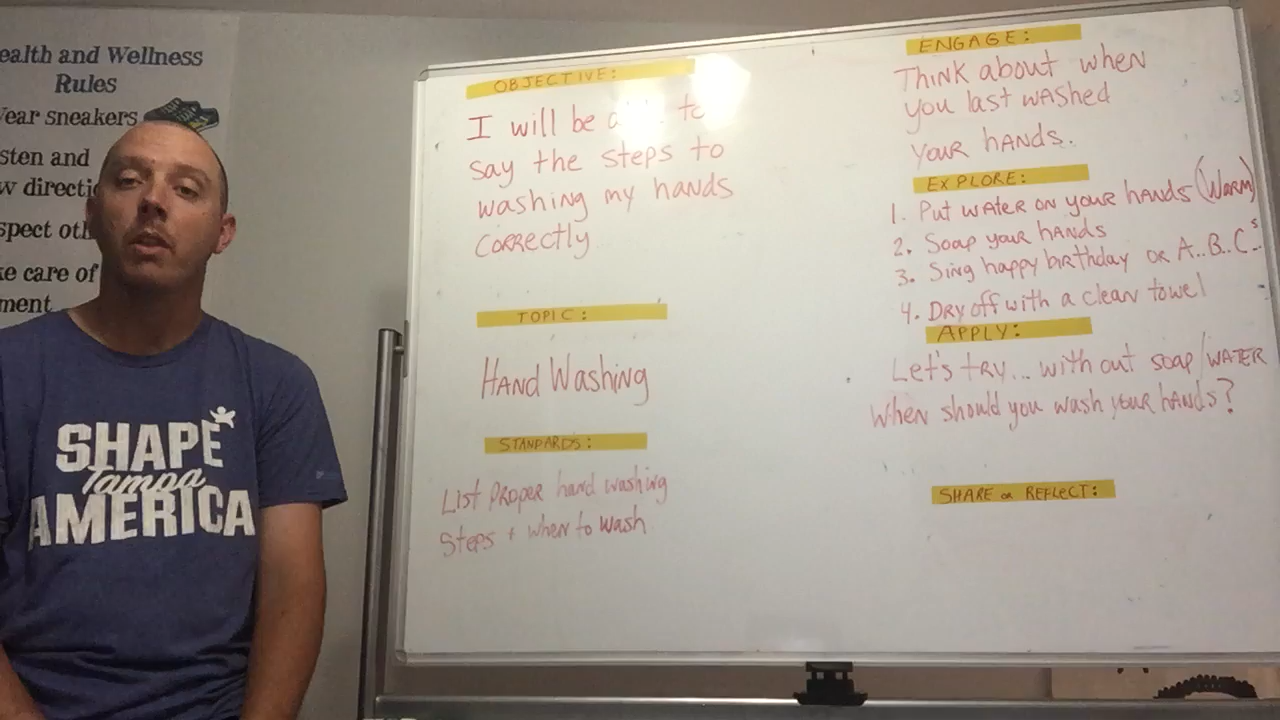 ealth and Wellness
Rules
ear sneakers
sten and
w directi
spect oth
ke care of
ment
SHAPE
Tampa
AMERICA
OBJECTIVE:
I will be to
say the steps to
washing my hands
correctly
TOPIC:
Hand Washing
STANDARDS:
List proper hand washing
Steps + when to wash
ENGAGE:
Think about when
you last washed
your hands.
EXPLORE:
1. Put water on your hands (Warm)
2. Soap your hands
3. Sing happy birthday or A..B..C..s
4. Dry off with a clean towel
APPLY:
Let's try... with out soap/water
When should you wash your hands?
SHARE or REFLECT: